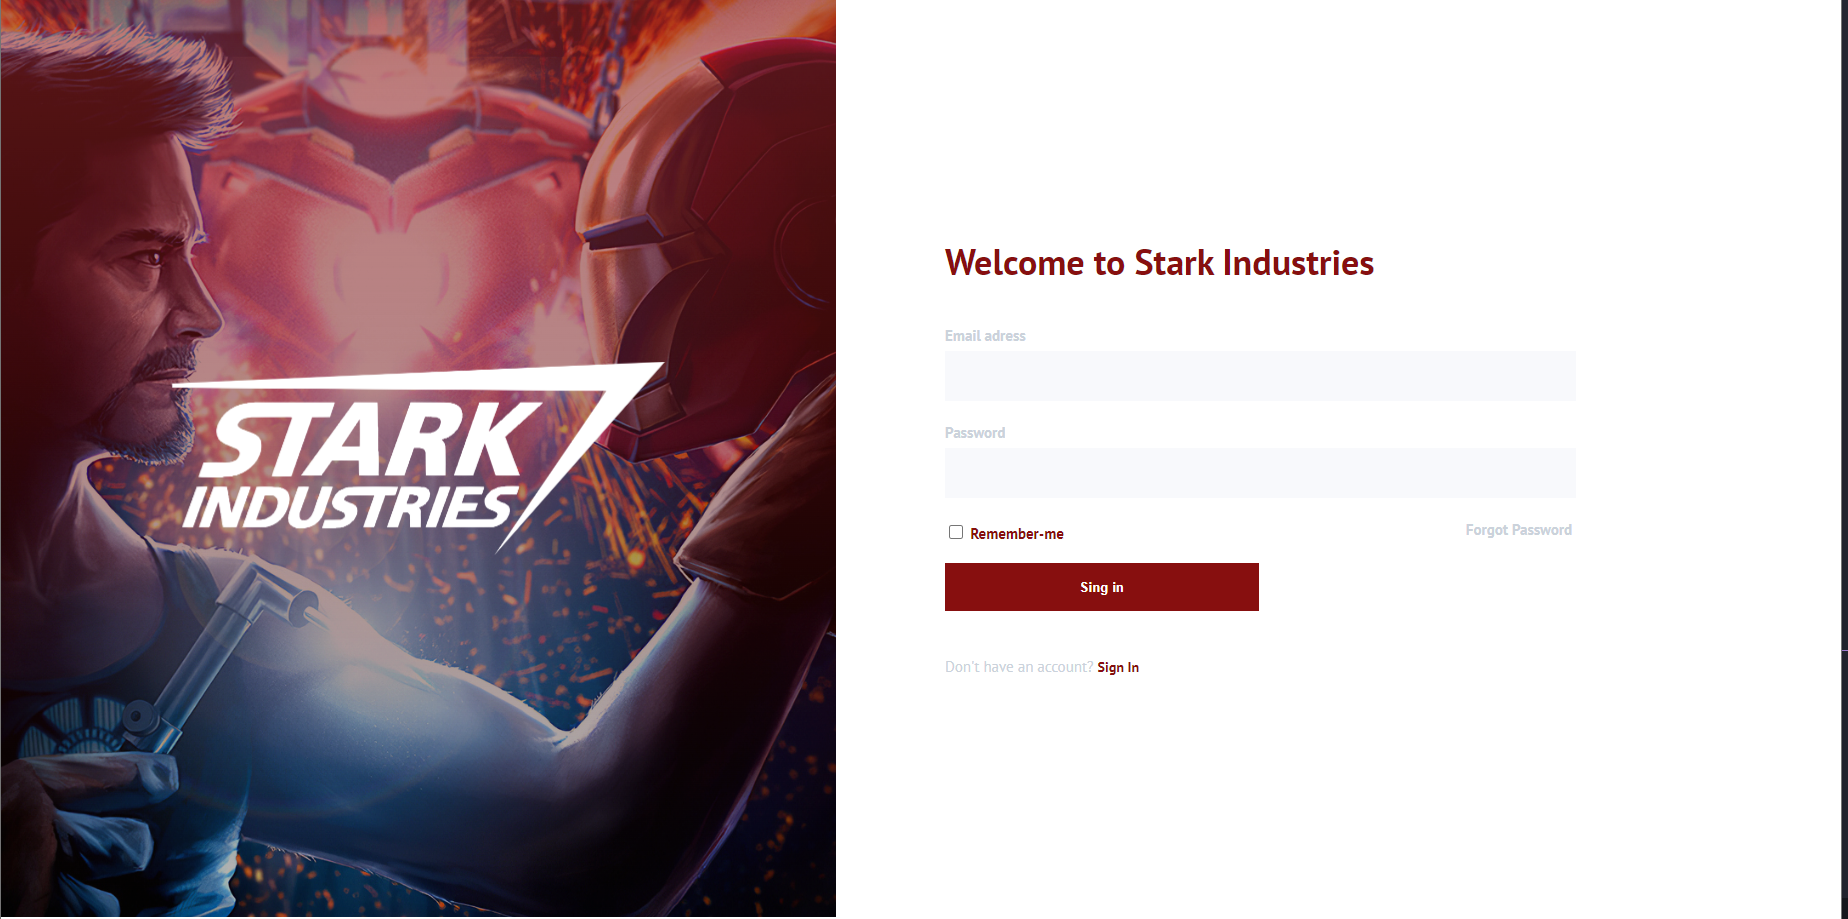 STARK
INDUSTRIES
Welcome to Stark Industries
Email adress
Password
Remember-me
Forgot Password
Sing in
Don't have an account? Sign In